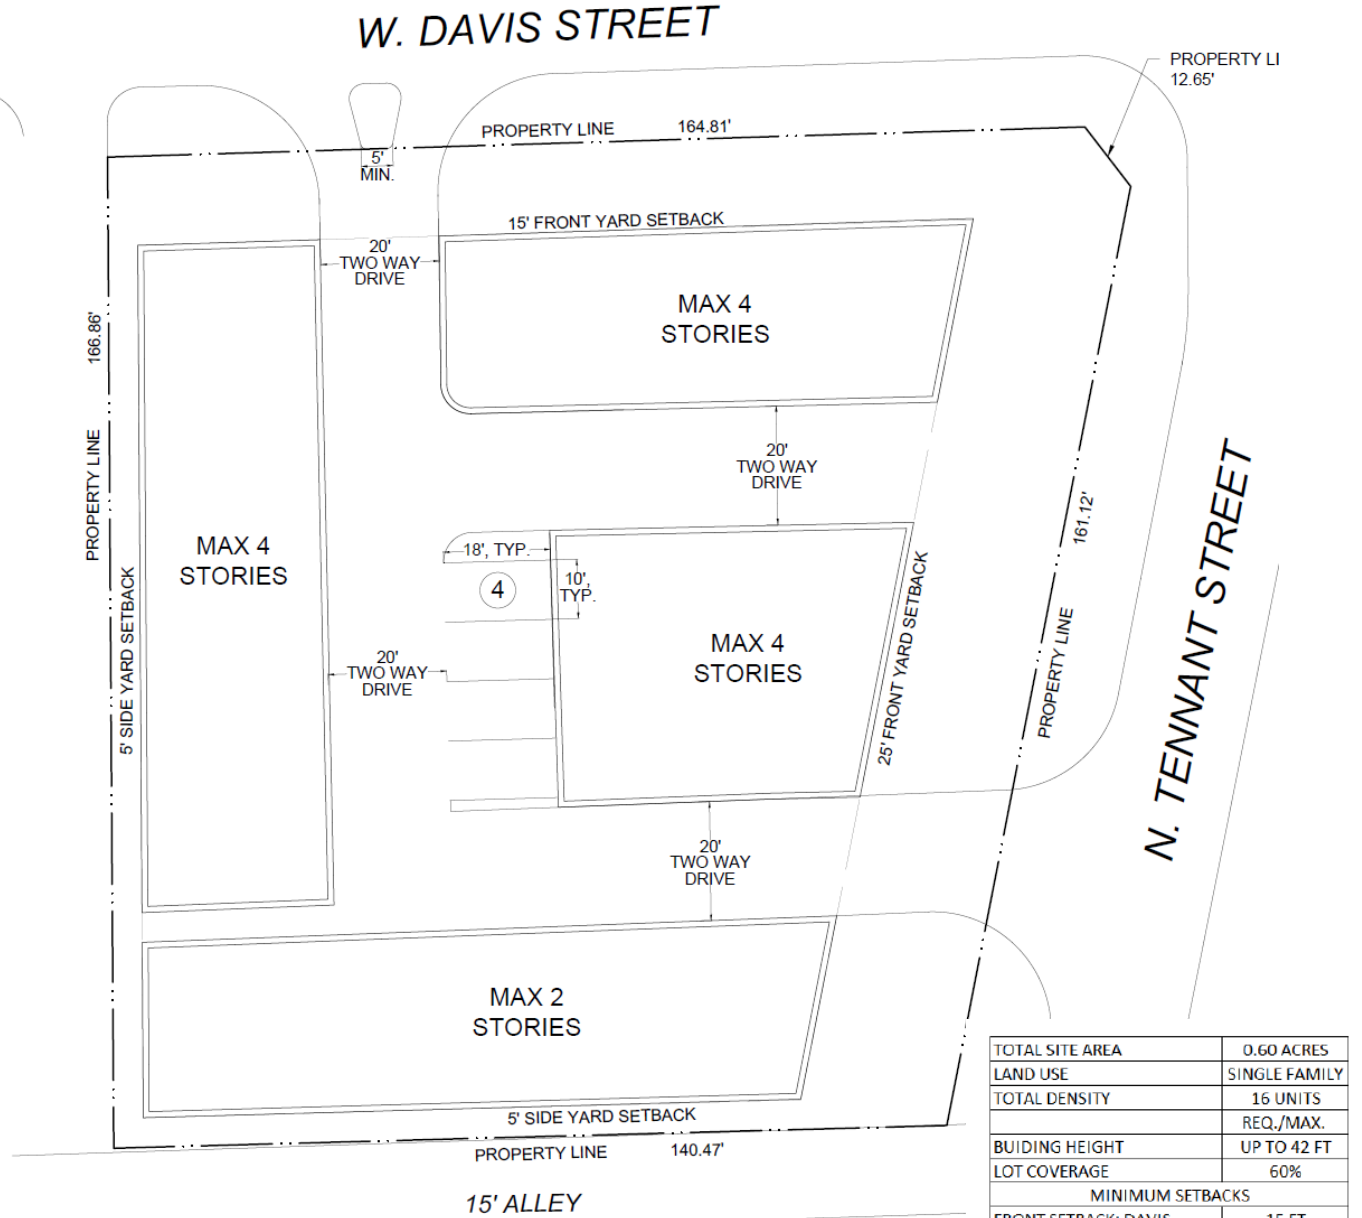 W. DAVIS STREET
PROPERTY LI
12.65'
PROPERTY LINE 164.81'
5'
MIN.
15' FRONT YARD SETBACK
20'
TWO WAY
DRIVE
MAX 4
STORIES
166.86'
PROPERTY LINE
20'
TWO WAY
DRIVE
161.12'
PROPERTY LINE
N. TENNANT STREET
MAX 4
STORIES
18', TYP.
4
10',
TYP.
5' SIDE YARD SETBACK
20'
TWO WAY
DRIVE
MAX 4
STORIES
25' FRONT YARD SETBACK
20'
TWO WAY
DRIVE
MAX 2
STORIES
5' SIDE YARD SETBACK
PROPERTY LINE 140.47'
15' ALLEY
TOTAL SITE AREA 0.60 ACRES
LAND USE SINGLE FAMILY
TOTAL DENSITY 16 UNITS
REQ./MAX.
BUIDING HEIGHT UP TO 42 FT
LOT COVERAGE 60%
MINIMUM SETBACKS
FRONT SETBACK: DAVIS 15 FT